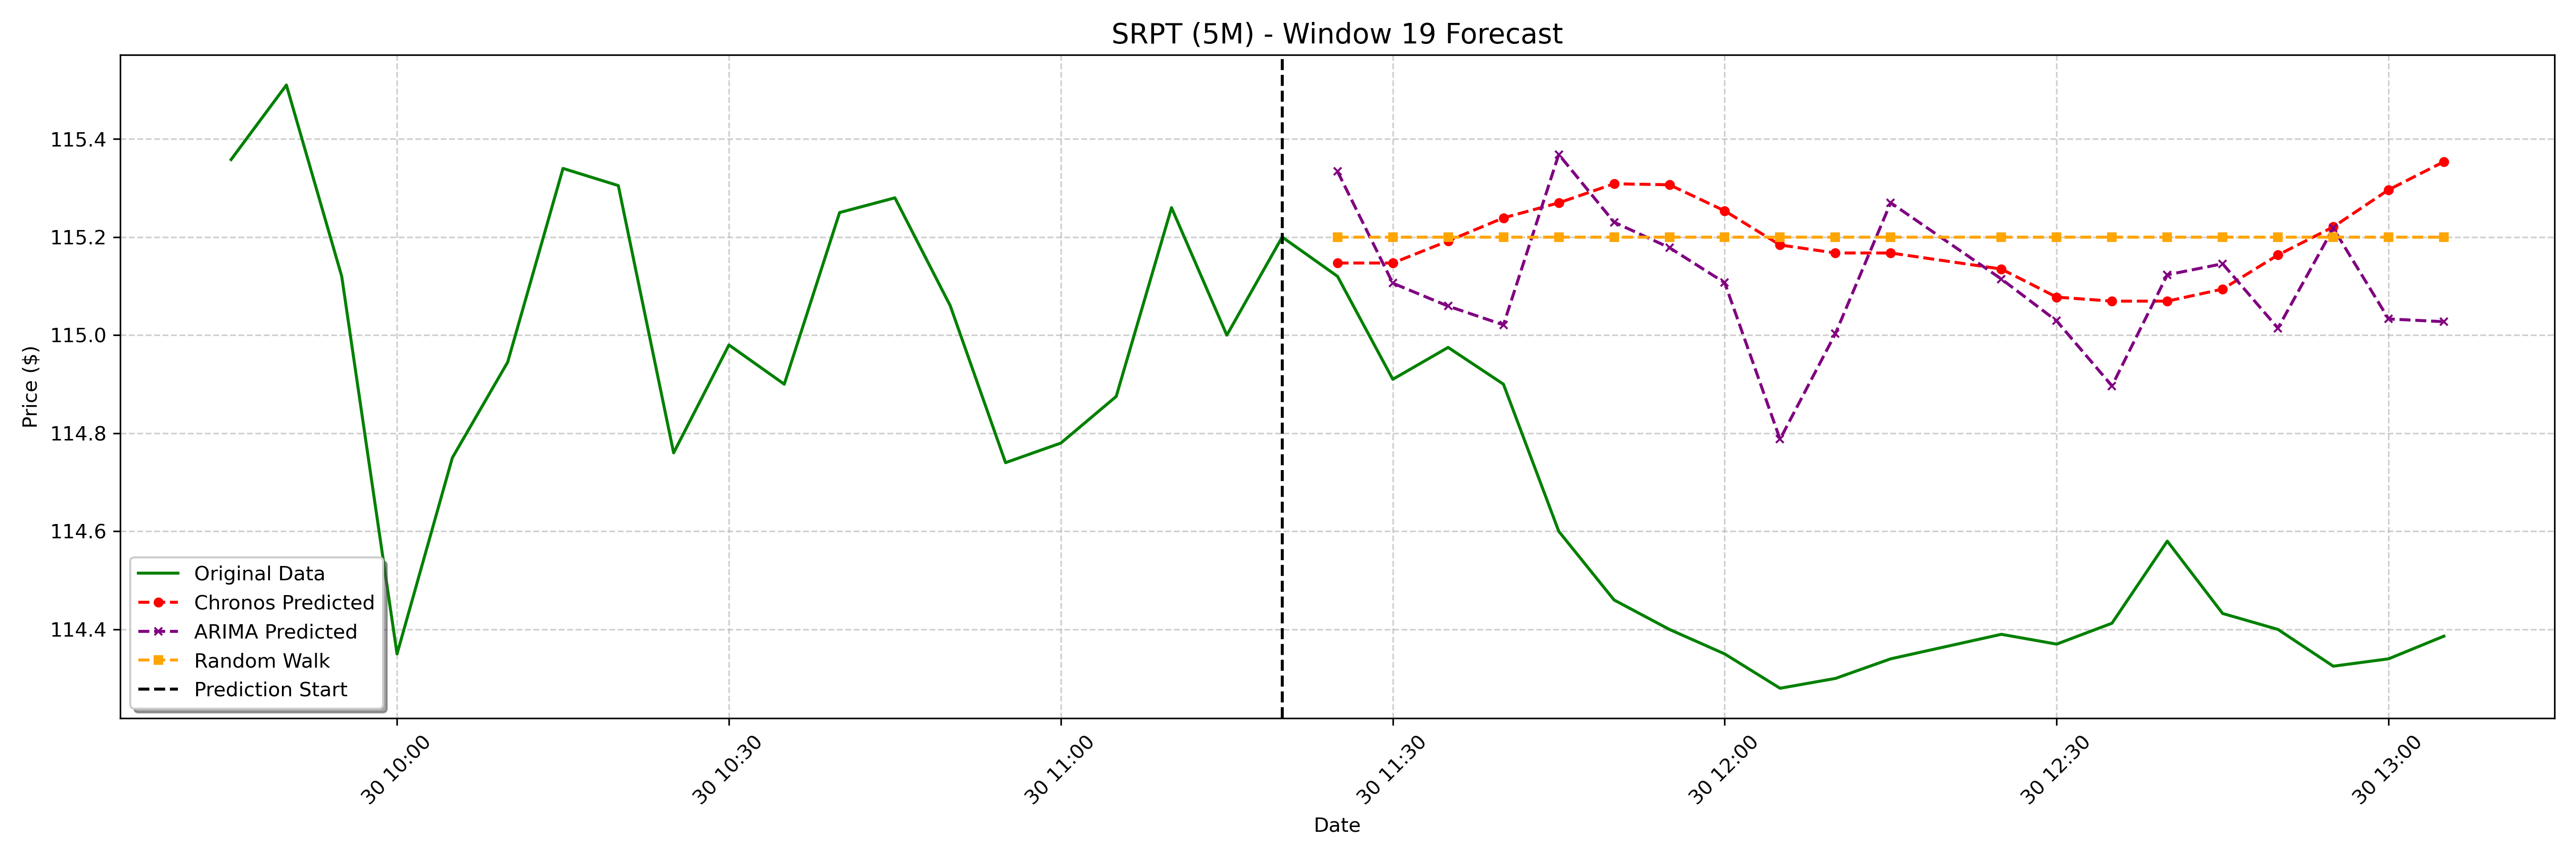 SRPT (5M) - Window 19 Forecast
Price ($)
115.4
115.2
115.0
114.8
114.6
114.4
Original Data
Chronos Predicted
ARIMA Predicted
Random Walk
Prediction Start
30 10:00
30 10:30
30 11:00
30 11:30
30 12:00
30 12:30
30 13:00
Date